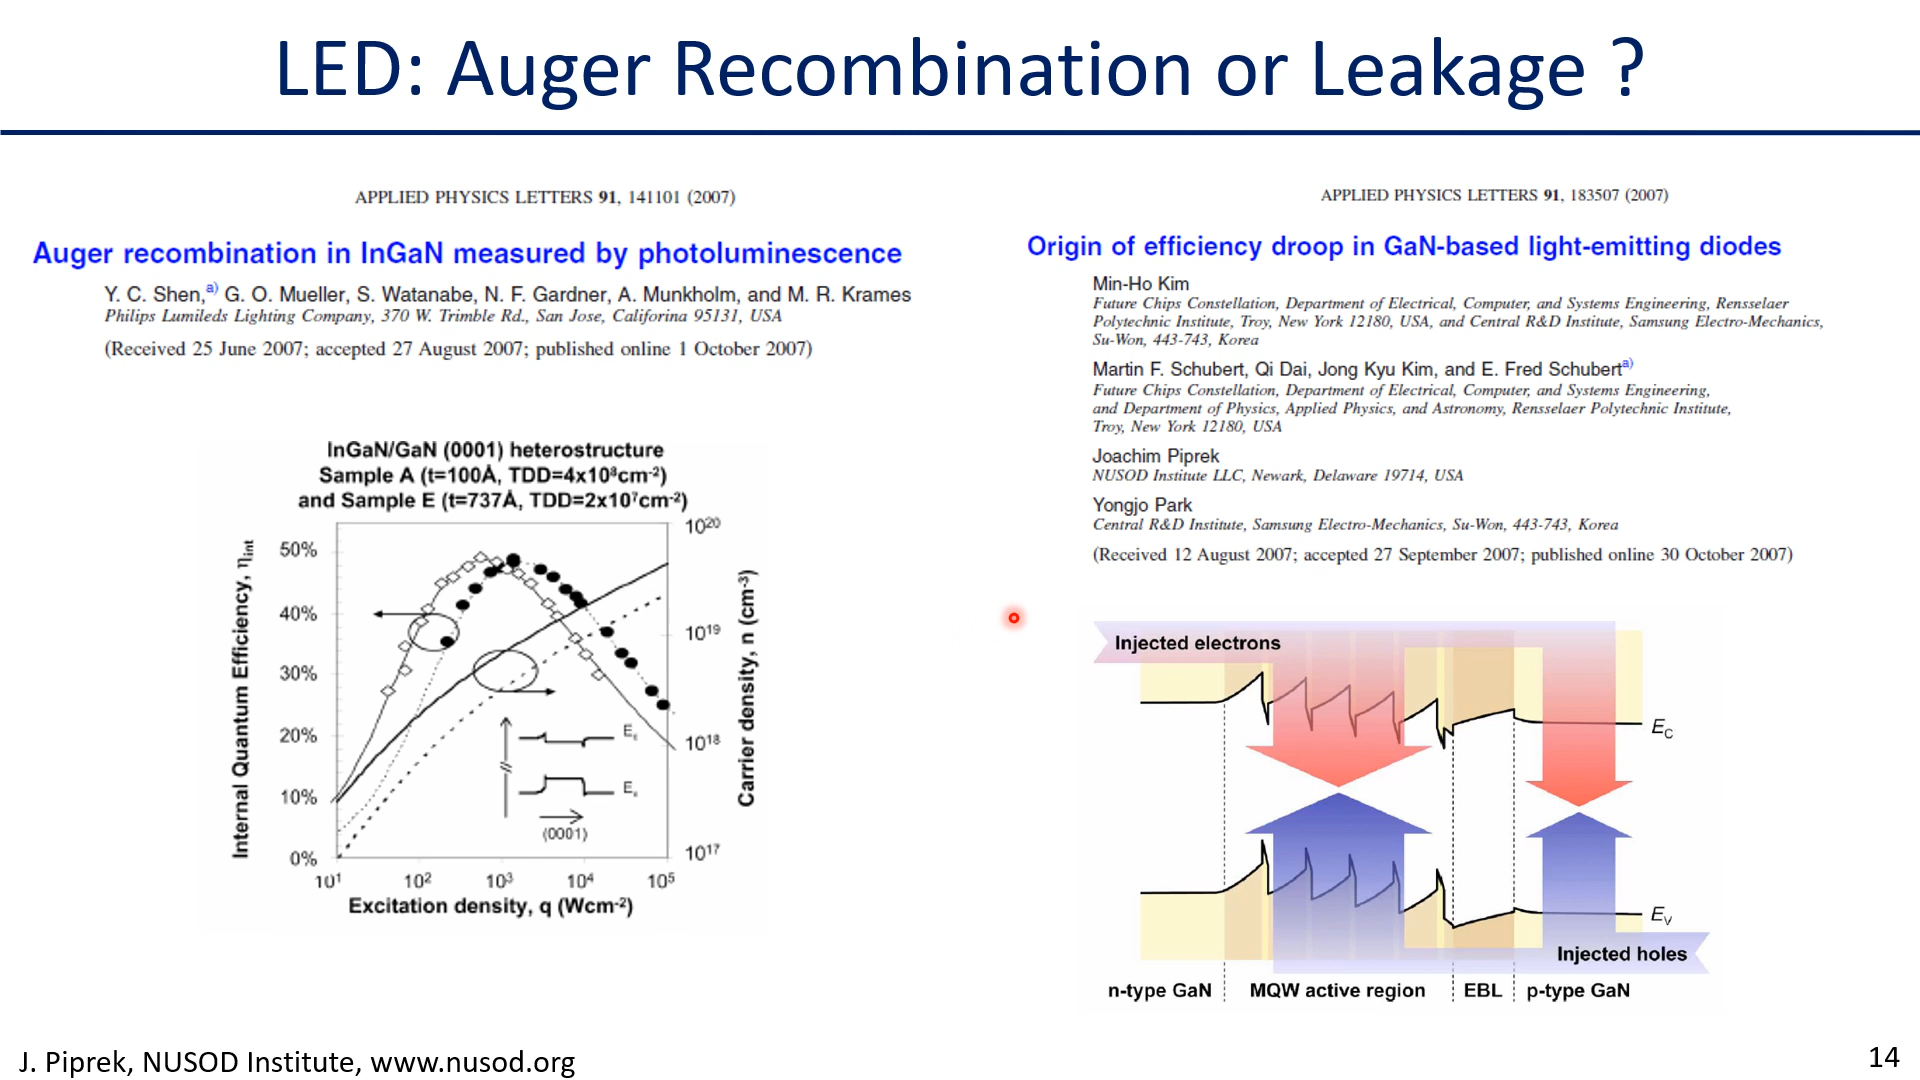 LED: Auger Recombination or Leakage ?
APPLIED PHYSICS LETTERS 91, 141101 (2007)
Auger recombination in InGaN measured by photoluminescence
Y. C. Shen,a) G. O. Mueller, S. Watanabe, N. F. Gardner, A. Munkholm, and M. R. Krames
Philips Lumileds Lighting Company, 370 W. Trimble Rd., San Jose, Califorina 95131, USA
(Received 25 June 2007; accepted 27 August 2007; published online 1 October 2007)
InGaN/GaN (0001) heterostructure
Sample A (t=100Å, TDD=4x10⁸cm⁻²)
and Sample E (t=737Å, TDD=2x10⁷cm⁻²)
Internal Quantum Efficiency, ηint
50%
40%
30%
20%
10%
0%
10¹ 10² 10³ 10⁴ 10⁵
Excitation density, q (Wcm⁻²)
10²⁰
10¹⁹
10¹⁸
10¹⁷
Carrier density, n (cm⁻³)
(0001)
APPLIED PHYSICS LETTERS 91, 183507 (2007)
Origin of efficiency droop in GaN-based light-emitting diodes
Min-Ho Kim
Future Chips Constellation, Department of Electrical, Computer, and Systems Engineering, Rensselaer
Polytechnic Institute, Troy, New York 12180, USA, and Central R&D Institute, Samsung Electro-Mechanics,
Su-Won, 443-743, Korea
Martin F. Schubert, Qi Dai, Jong Kyu Kim, and E. Fred Schuberta)
Future Chips Constellation, Department of Electrical, Computer, and Systems Engineering,
and Department of Physics, Applied Physics, and Astronomy, Rensselaer Polytechnic Institute,
Troy, New York 12180, USA
Joachim Piprek
NUSOD Institute LLC, Newark, Delaware 19714, USA
Yongjo Park
Central R&D Institute, Samsung Electro-Mechanics, Su-Won, 443-743, Korea
(Received 12 August 2007; accepted 27 September 2007; published online 30 October 2007)
Injected electrons
EC
EV
Injected holes
n-type GaN MQW active region EBL p-type GaN
J. Piprek, NUSOD Institute, www.nusod.org
14